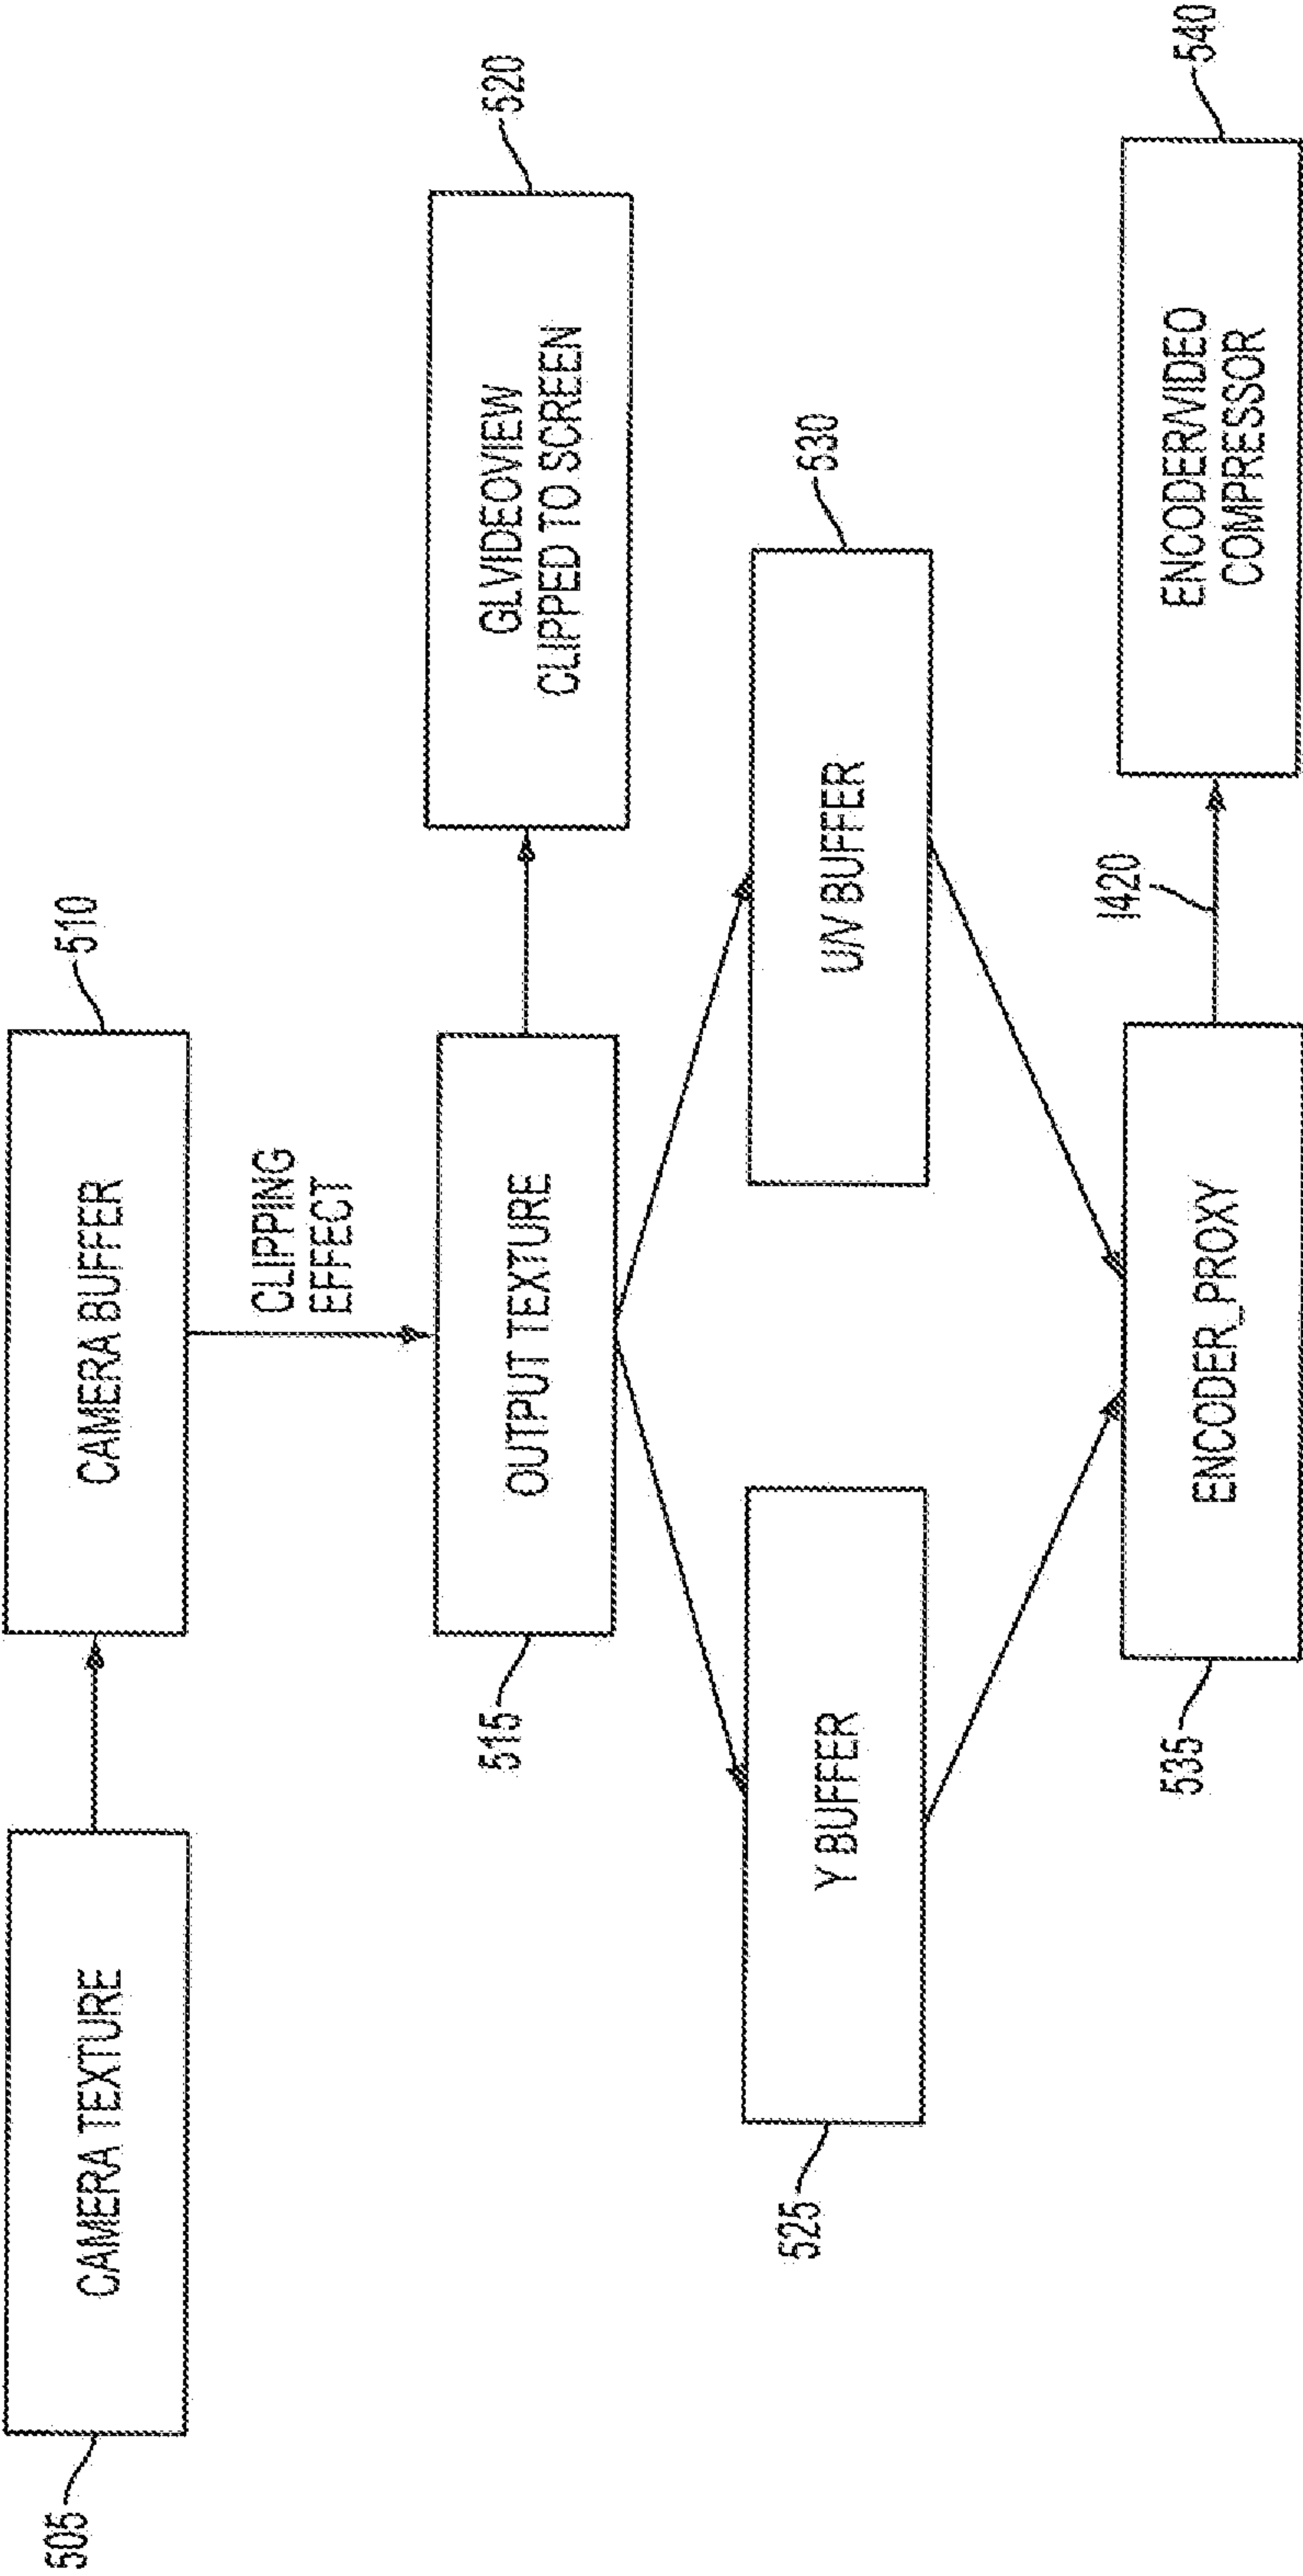 505
CAMERA TEXTURE
CAMERA BUFFER
510
CLIPPING
EFFECT
515
OUTPUT TEXTURE
GLVIDEOVIEW
CLIPPED TO SCREEN
520
525
Y BUFFER
U/V BUFFER
530
535
ENCODER_PROXY
I420
ENCODER/VIDEO
COMPRESSOR
540